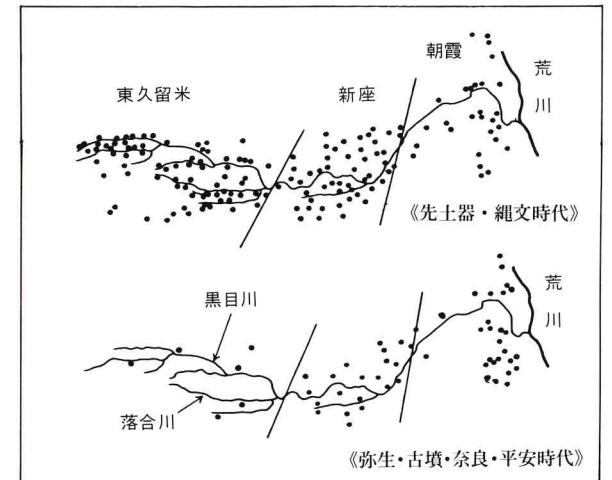 朝霞
荒川
東久留米
新座
《先土器・縄文時代》
荒川
黒目川
落合川
《弥生・古墳・奈良・平安時代》